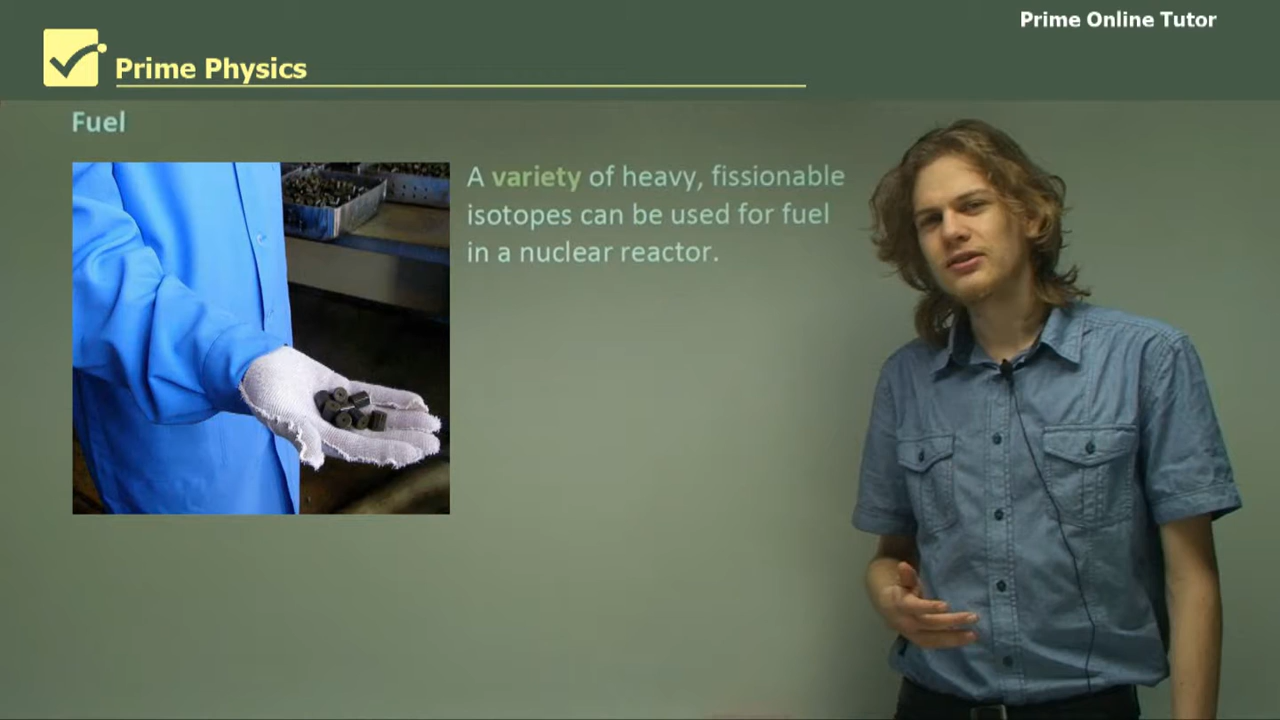 Prime Online Tutor
Prime Physics
Fuel
A variety of heavy, fissionable
isotopes can be used for fuel
in a nuclear reactor.